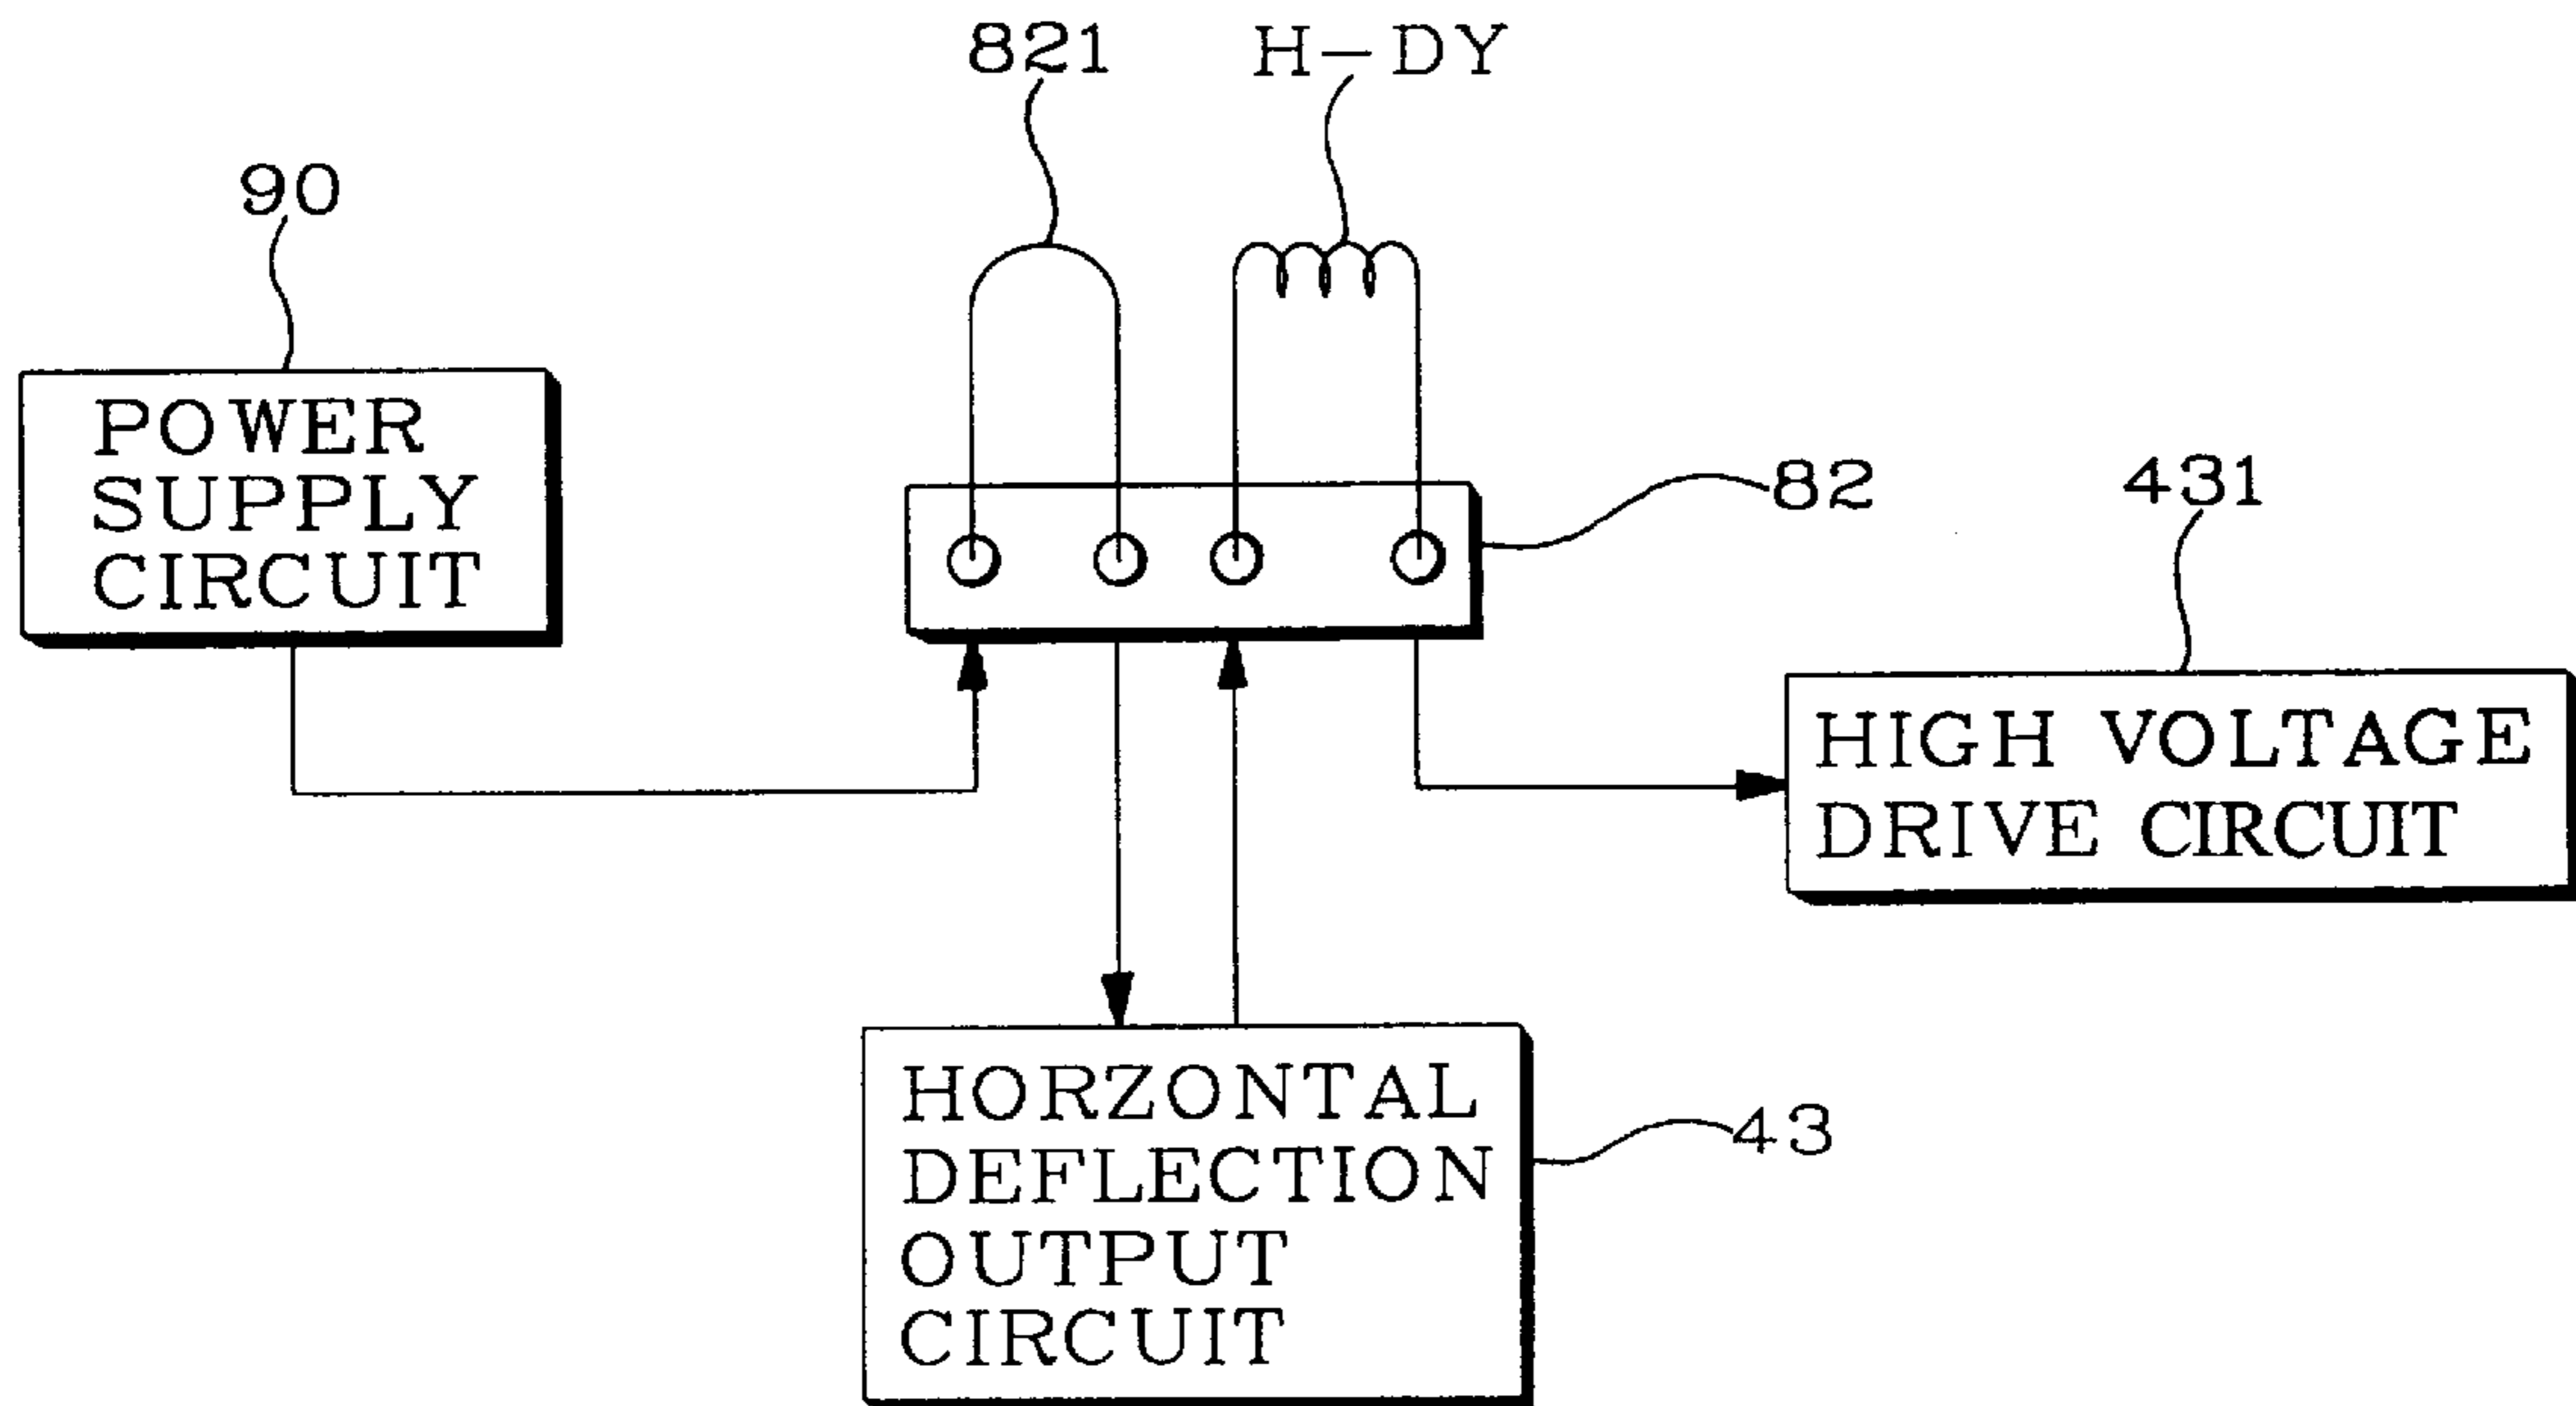 821
H-DY
90
POWER
SUPPLY
CIRCUIT
82
431
HIGH VOLTAGE
DRIVE CIRCUIT
HORZONTAL
DEFLECTION
OUTPUT
CIRCUIT
43